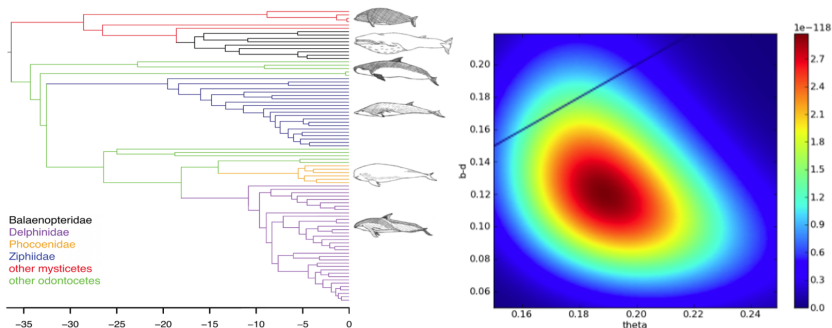 Balaenopteridae
Delphinidae
Phocoenidae
Ziphiidae
other mysticetes
other odontocetes
−35 −30 −25 −20 −15 −10 −5 0
b-d
0.20
0.18
0.16
0.14
0.12
0.10
0.08
0.06
0.16 0.18 0.20 0.22 0.24
theta
1e−118
2.7
2.4
2.1
1.8
1.5
1.2
0.9
0.6
0.3
0.0